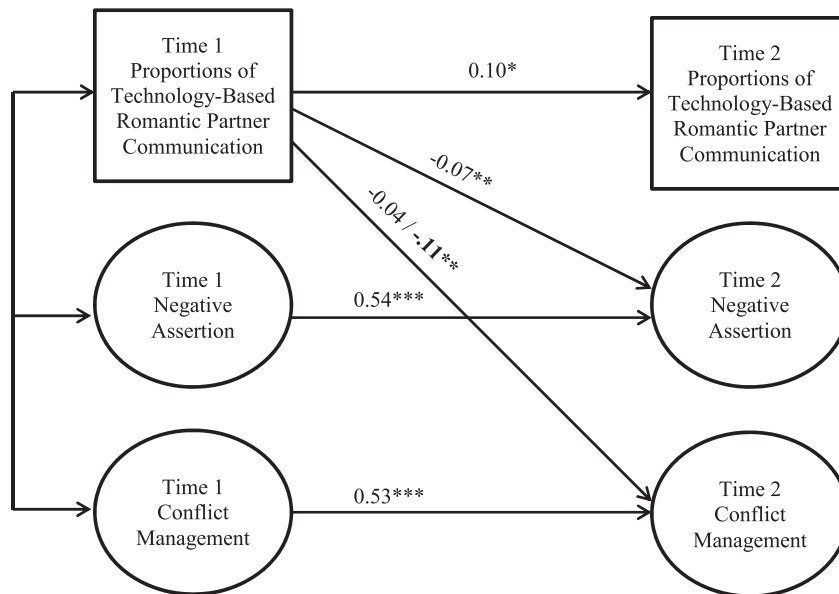 Time 1
Proportions of
Technology-Based
Romantic Partner
Communication
0.10*
Time 2
Proportions of
Technology-Based
Romantic Partner
Communication
-0.07**
-0.04 / -.11**
Time 1
Negative
Assertion
0.54***
Time 2
Negative
Assertion
Time 1
Conflict
Management
0.53***
Time 2
Conflict
Management